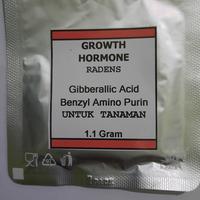 GROWTH
HORMONE
RADENS
Gibberallic Acid
Benzyl Amino Purin
UNTUK TANAMAN
1.1 Gram